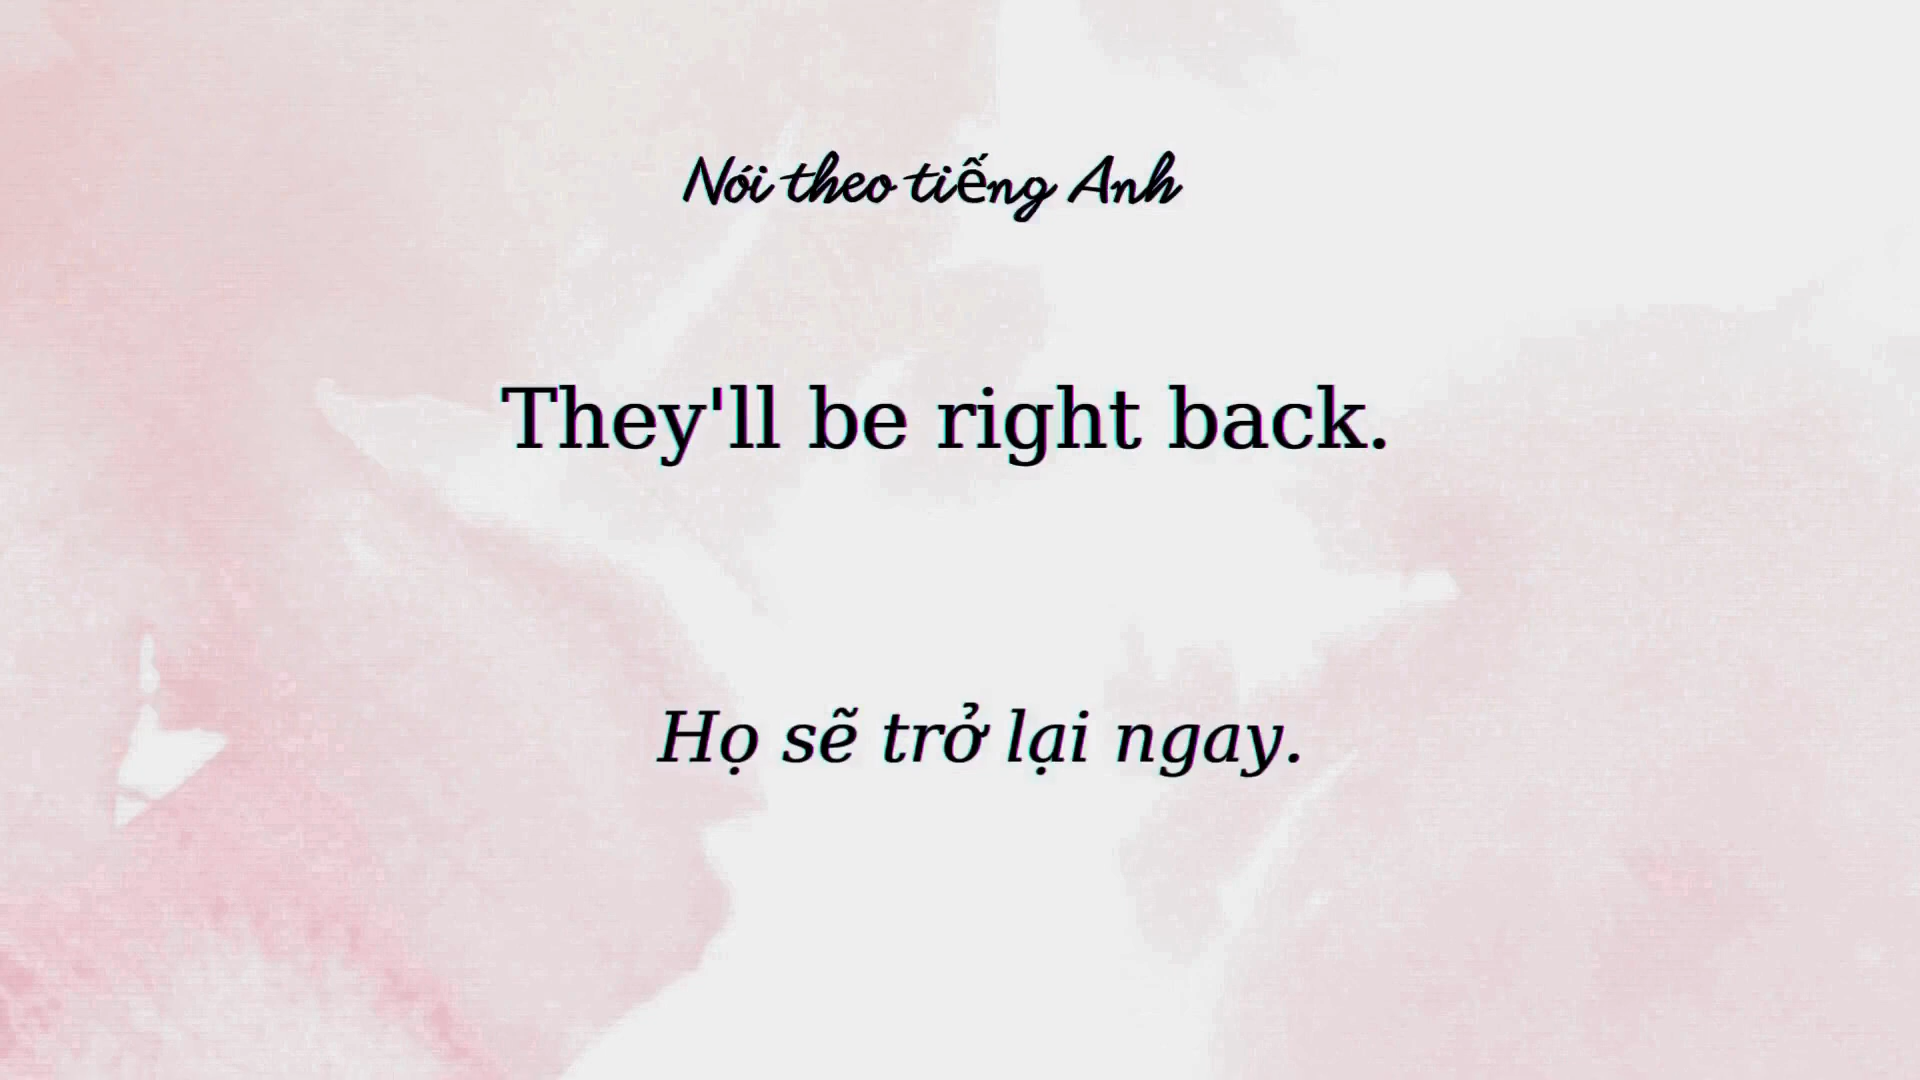 Nói theo tiếng Anh
They'll be right back.
Họ sẽ trở lại ngay.